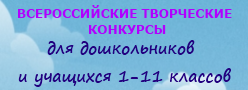 ВСЕРОССИЙСКИЕ ТВОРЧЕСКИЕ
КОНКУРСЫ
для дошкольников
и учащихся 1-11 классов